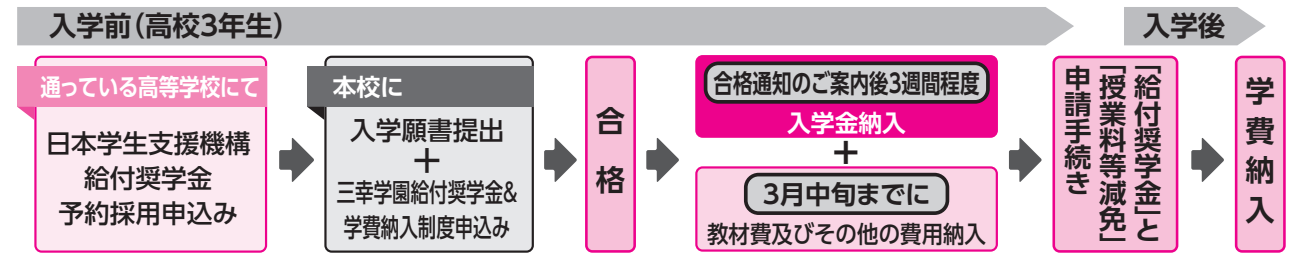 入学前(高校3年生)
入学後
通っている高等学校にて
日本学生支援機構
給付奨学金
予約採用申込み
本校に
入学願書提出
+
三幸学園給付奨学金&
学費納入制度申込み
合格
合格通知のご案内後3週間程度
入学金納入
+
3月中旬までに
教材費及びその他の費用納入
「給付奨学金」と
「授業料等減免」
申請手続き
学費納入